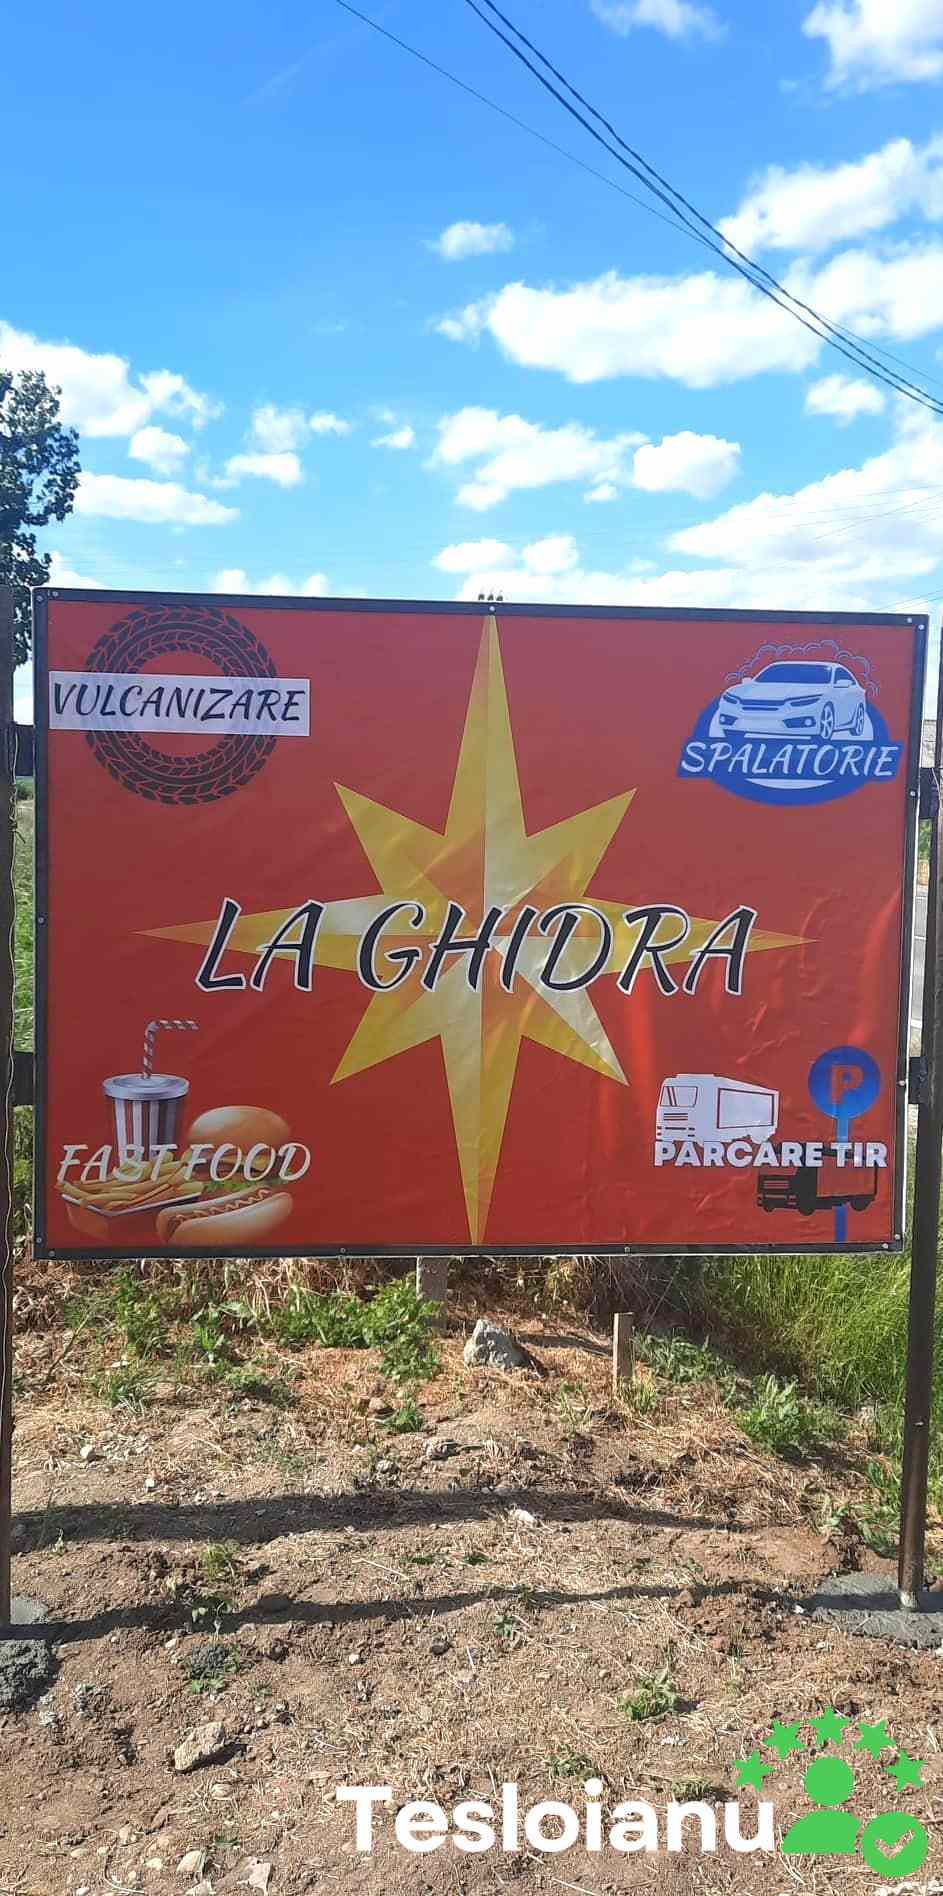 VULCANIZARE
SPALATORIE
LA GHIDRA
FAST FOOD
P
PARCARE TIR
Tesloianu